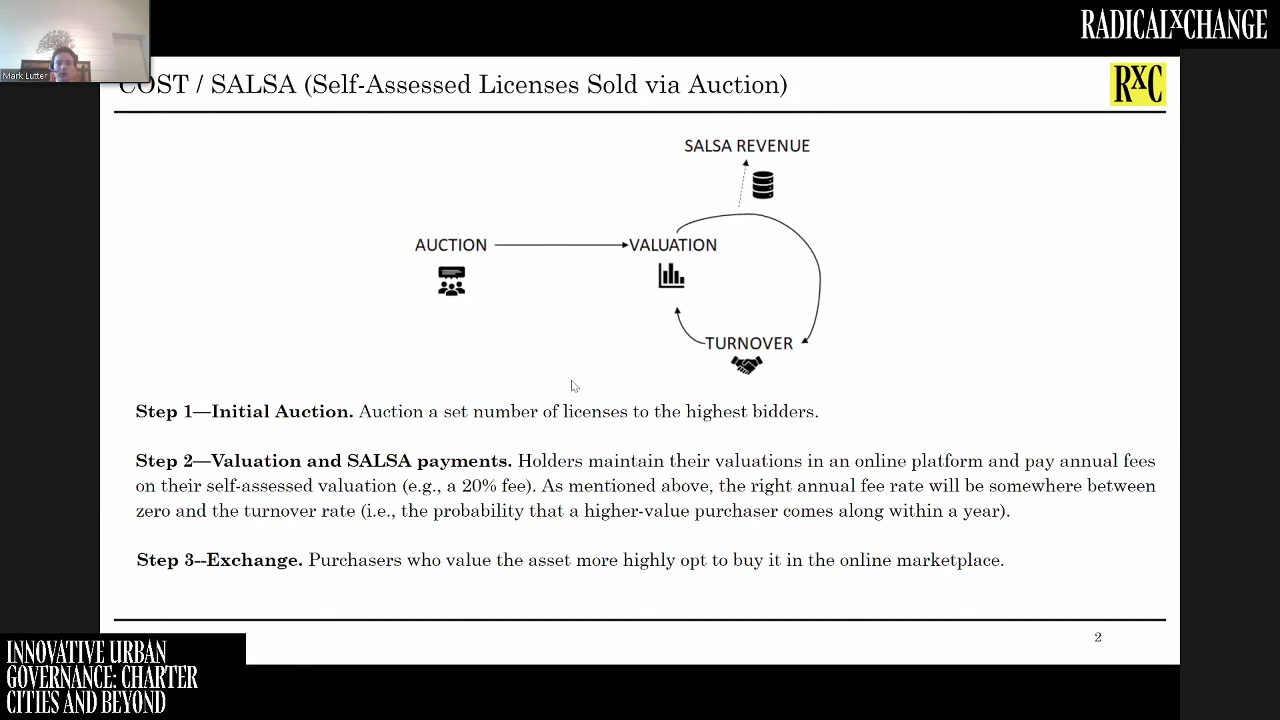 RADICALXCHANGE
Mark Lutter
COST / SALSA (Self-Assessed Licenses Sold via Auction)
RXC
SALSA REVENUE
AUCTION
VALUATION
TURNOVER
Step 1—Initial Auction. Auction a set number of licenses to the highest bidders.
Step 2—Valuation and SALSA payments. Holders maintain their valuations in an online platform and pay annual fees
on their self-assessed valuation (e.g., a 20% fee). As mentioned above, the right annual fee rate will be somewhere between
zero and the turnover rate (i.e., the probability that a higher-value purchaser comes along within a year).
Step 3--Exchange. Purchasers who value the asset more highly opt to buy it in the online marketplace.
2
INNOVATIVE URBAN
GOVERNANCE: CHARTER
CITIES AND BEYOND